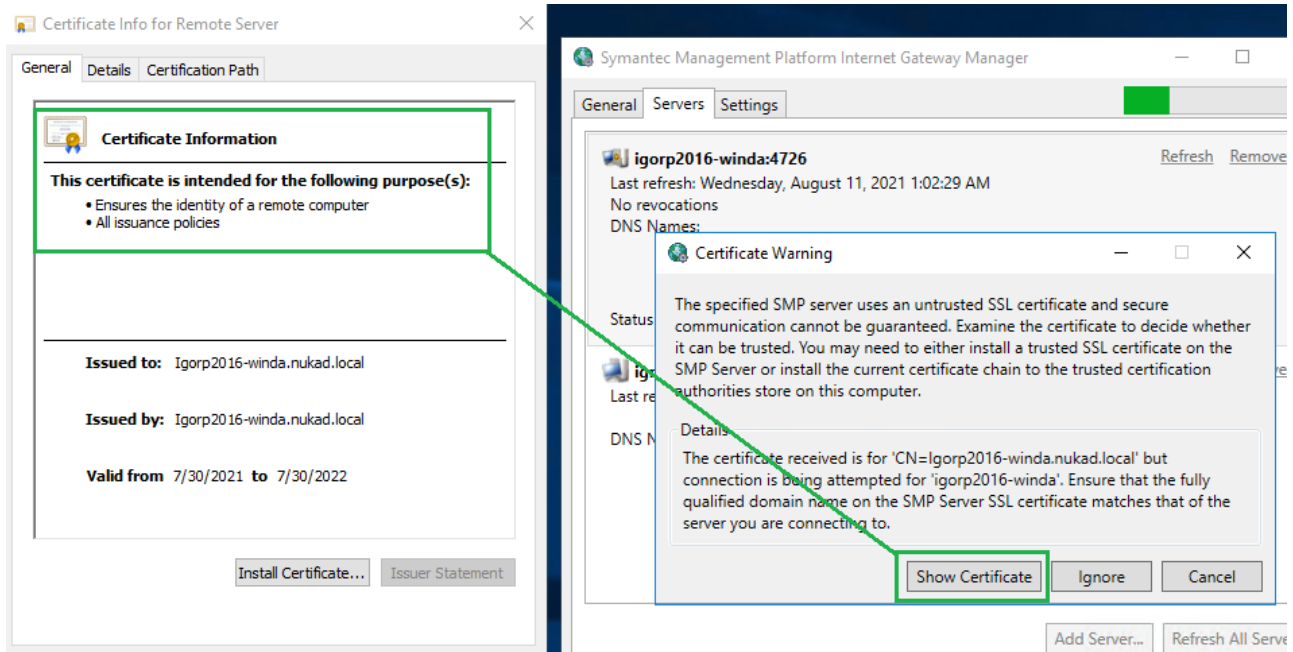 Certificate Info for Remote Server
General Details Certification Path
Certificate Information
This certificate is intended for the following purpose(s):
• Ensures the identity of a remote computer
• All issuance policies
Issued to: Igorp2016-winda.nukad.local
Issued by: Igorp2016-winda.nukad.local
Valid from 7/30/2021 to 7/30/2022
Install Certificate... Issuer Statement
Symantec Management Platform Internet Gateway Manager
General Servers Settings
igorp2016-winda:4726
Refresh Remove
Last refresh: Wednesday, August 11, 2021 1:02:29 AM
No revocations
DNS Names:
Status
Last re
DNS N
Certificate Warning
The specified SMP server uses an untrusted SSL certificate and secure
communication cannot be guaranteed. Examine the certificate to decide whether
it can be trusted. You may need to either install a trusted SSL certificate on the
SMP Server or install the current certificate chain to the trusted certification
authorities store on this computer.
Details
The certificate received is for 'CN=Igorp2016-winda.nukad.local' but
connection is being attempted for 'igorp2016-winda'. Ensure that the fully
qualified domain name on the SMP Server SSL certificate matches that of the
server you are connecting to.
Show Certificate Ignore Cancel
Add Server... Refresh All Serve